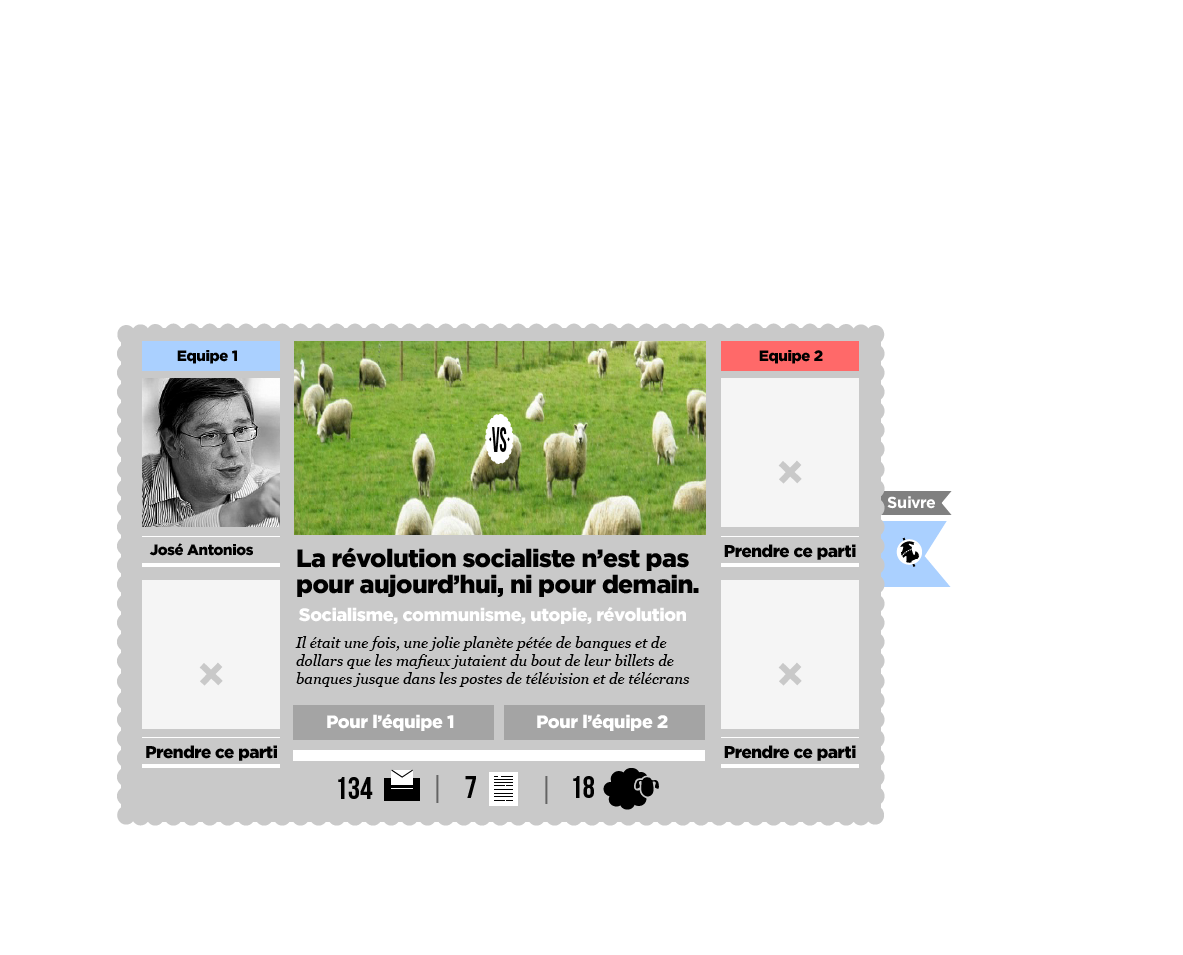 Equipe 1
Equipe 2
VS
Suivre
José Antonios
Prendre ce parti
La révolution socialiste n’est pas
pour aujourd’hui, ni pour demain.
Socialisme, communisme, utopie, révolution
Il était une fois, une jolie planète pétée de banques et de
dollars que les mafieux jutaient du bout de leur billets de
banques jusque dans les postes de télévision et de télécrans
Pour l’équipe 1
Pour l’équipe 2
Prendre ce parti
Prendre ce parti
134
7
18